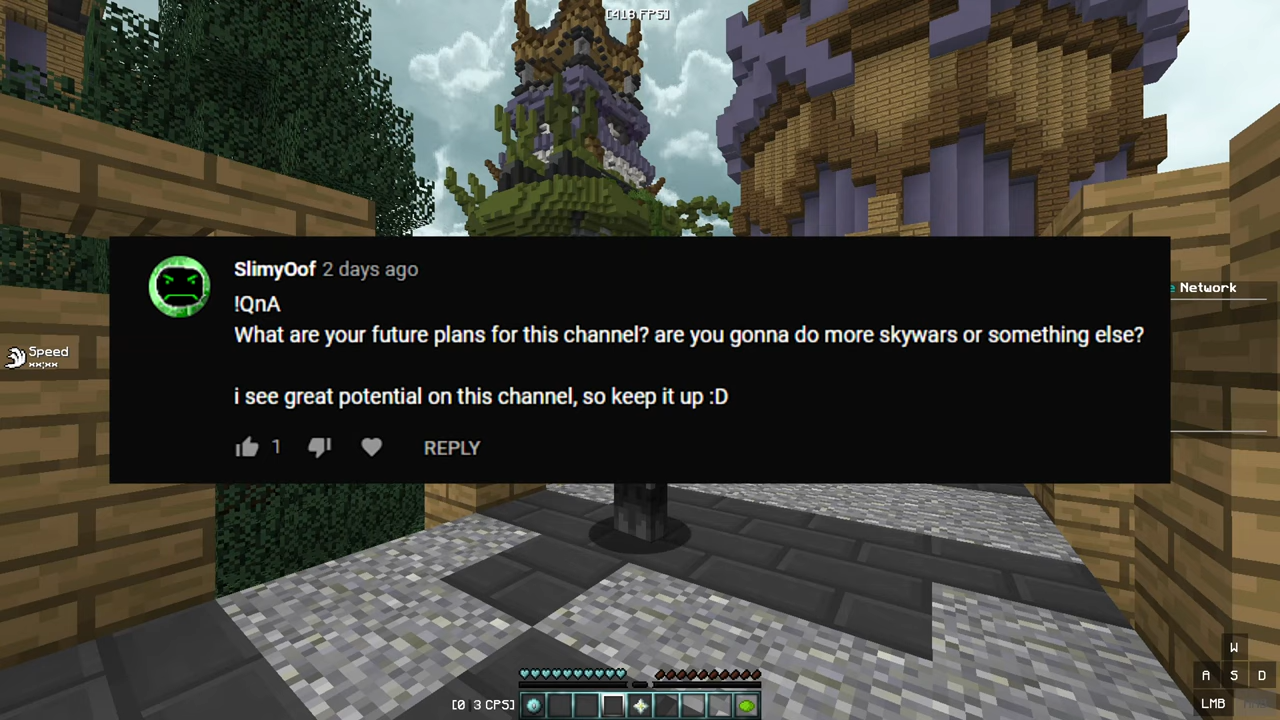 [418 FPS]
SlimyOof 2 days ago
!QnA
What are your future plans for this channel? are you gonna do more skywars or something else?
i see great potential on this channel, so keep it up :D
1
REPLY
Network
Speed
xx:xx
W
A S D
LMB
[0 3 CPS]